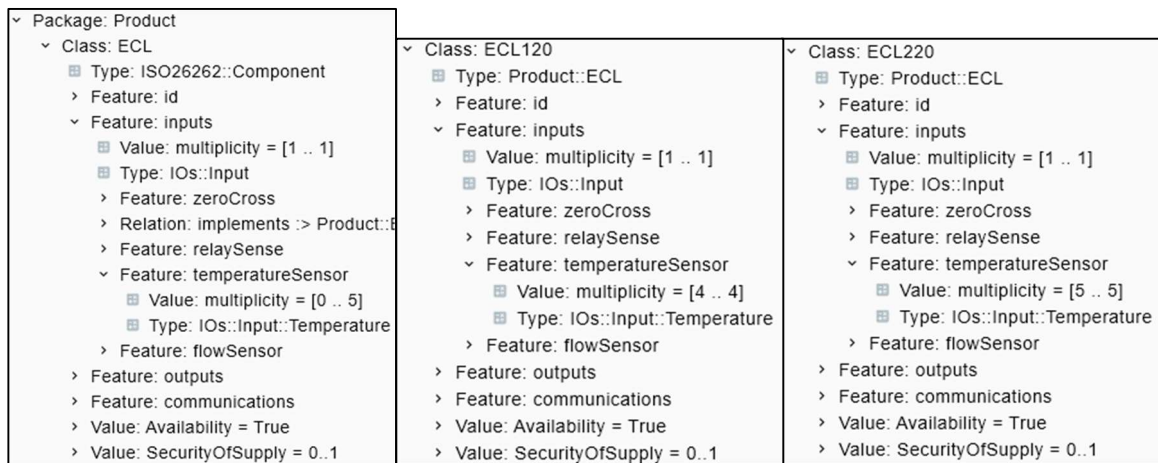 Package: Product
Class: ECL
Type: ISO26262::Component
Feature: id
Feature: inputs
Value: multiplicity = [1 .. 1]
Type: IOs::Input
Feature: zeroCross
Relation: implements :> Product::E
Feature: relaySense
Feature: temperatureSensor
Value: multiplicity = [0 .. 5]
Type: IOs::Input::Temperature
Feature: flowSensor
Feature: outputs
Feature: communications
Value: Availability = True
Value: SecurityOfSupply = 0..1
Class: ECL120
Type: Product::ECL
Feature: id
Feature: inputs
Value: multiplicity = [1 .. 1]
Type: IOs::Input
Feature: zeroCross
Feature: relaySense
Feature: temperatureSensor
Value: multiplicity = [4 .. 4]
Type: IOs::Input::Temperature
Feature: flowSensor
Feature: outputs
Feature: communications
Value: Availability = True
Value: SecurityOfSupply = 0..1
Class: ECL220
Type: Product::ECL
Feature: id
Feature: inputs
Value: multiplicity = [1 .. 1]
Type: IOs::Input
Feature: zeroCross
Feature: relaySense
Feature: temperatureSensor
Value: multiplicity = [5 .. 5]
Type: IOs::Input::Temperature
Feature: flowSensor
Feature: outputs
Feature: communications
Value: Availability = True
Value: SecurityOfSupply = 0..1